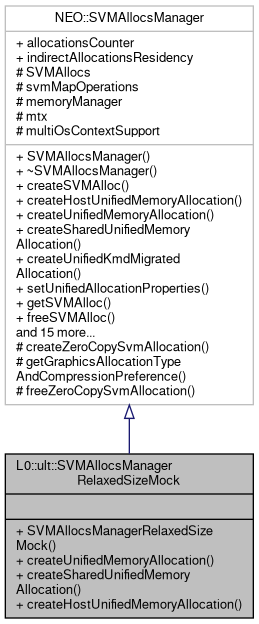 NEO::SVMAllocsManager
+ allocationsCounter
+ indirectAllocationsResidency
# SVMAllocs
# svmMapOperations
# memoryManager
# mtx
# multiOsContextSupport
+ SVMAllocsManager()
+ ~SVMAllocsManager()
+ createSVMAlloc()
+ createHostUnifiedMemoryAllocation()
+ createUnifiedMemoryAllocation()
+ createSharedUnifiedMemory
Allocation()
+ createUnifiedKmdMigrated
Allocation()
+ setUnifiedAllocationProperties()
+ getSVMAlloc()
+ freeSVMAlloc()
and 15 more...
# createZeroCopySvmAllocation()
# getGraphicsAllocationType
AndCompressionPreference()
# freeZeroCopySvmAllocation()
L0::ult::SVMAllocsManager
RelaxedSizeMock
+ SVMAllocsManagerRelaxedSize
Mock()
+ createUnifiedMemoryAllocation()
+ createSharedUnifiedMemory
Allocation()
+ createHostUnifiedMemoryAllocation()